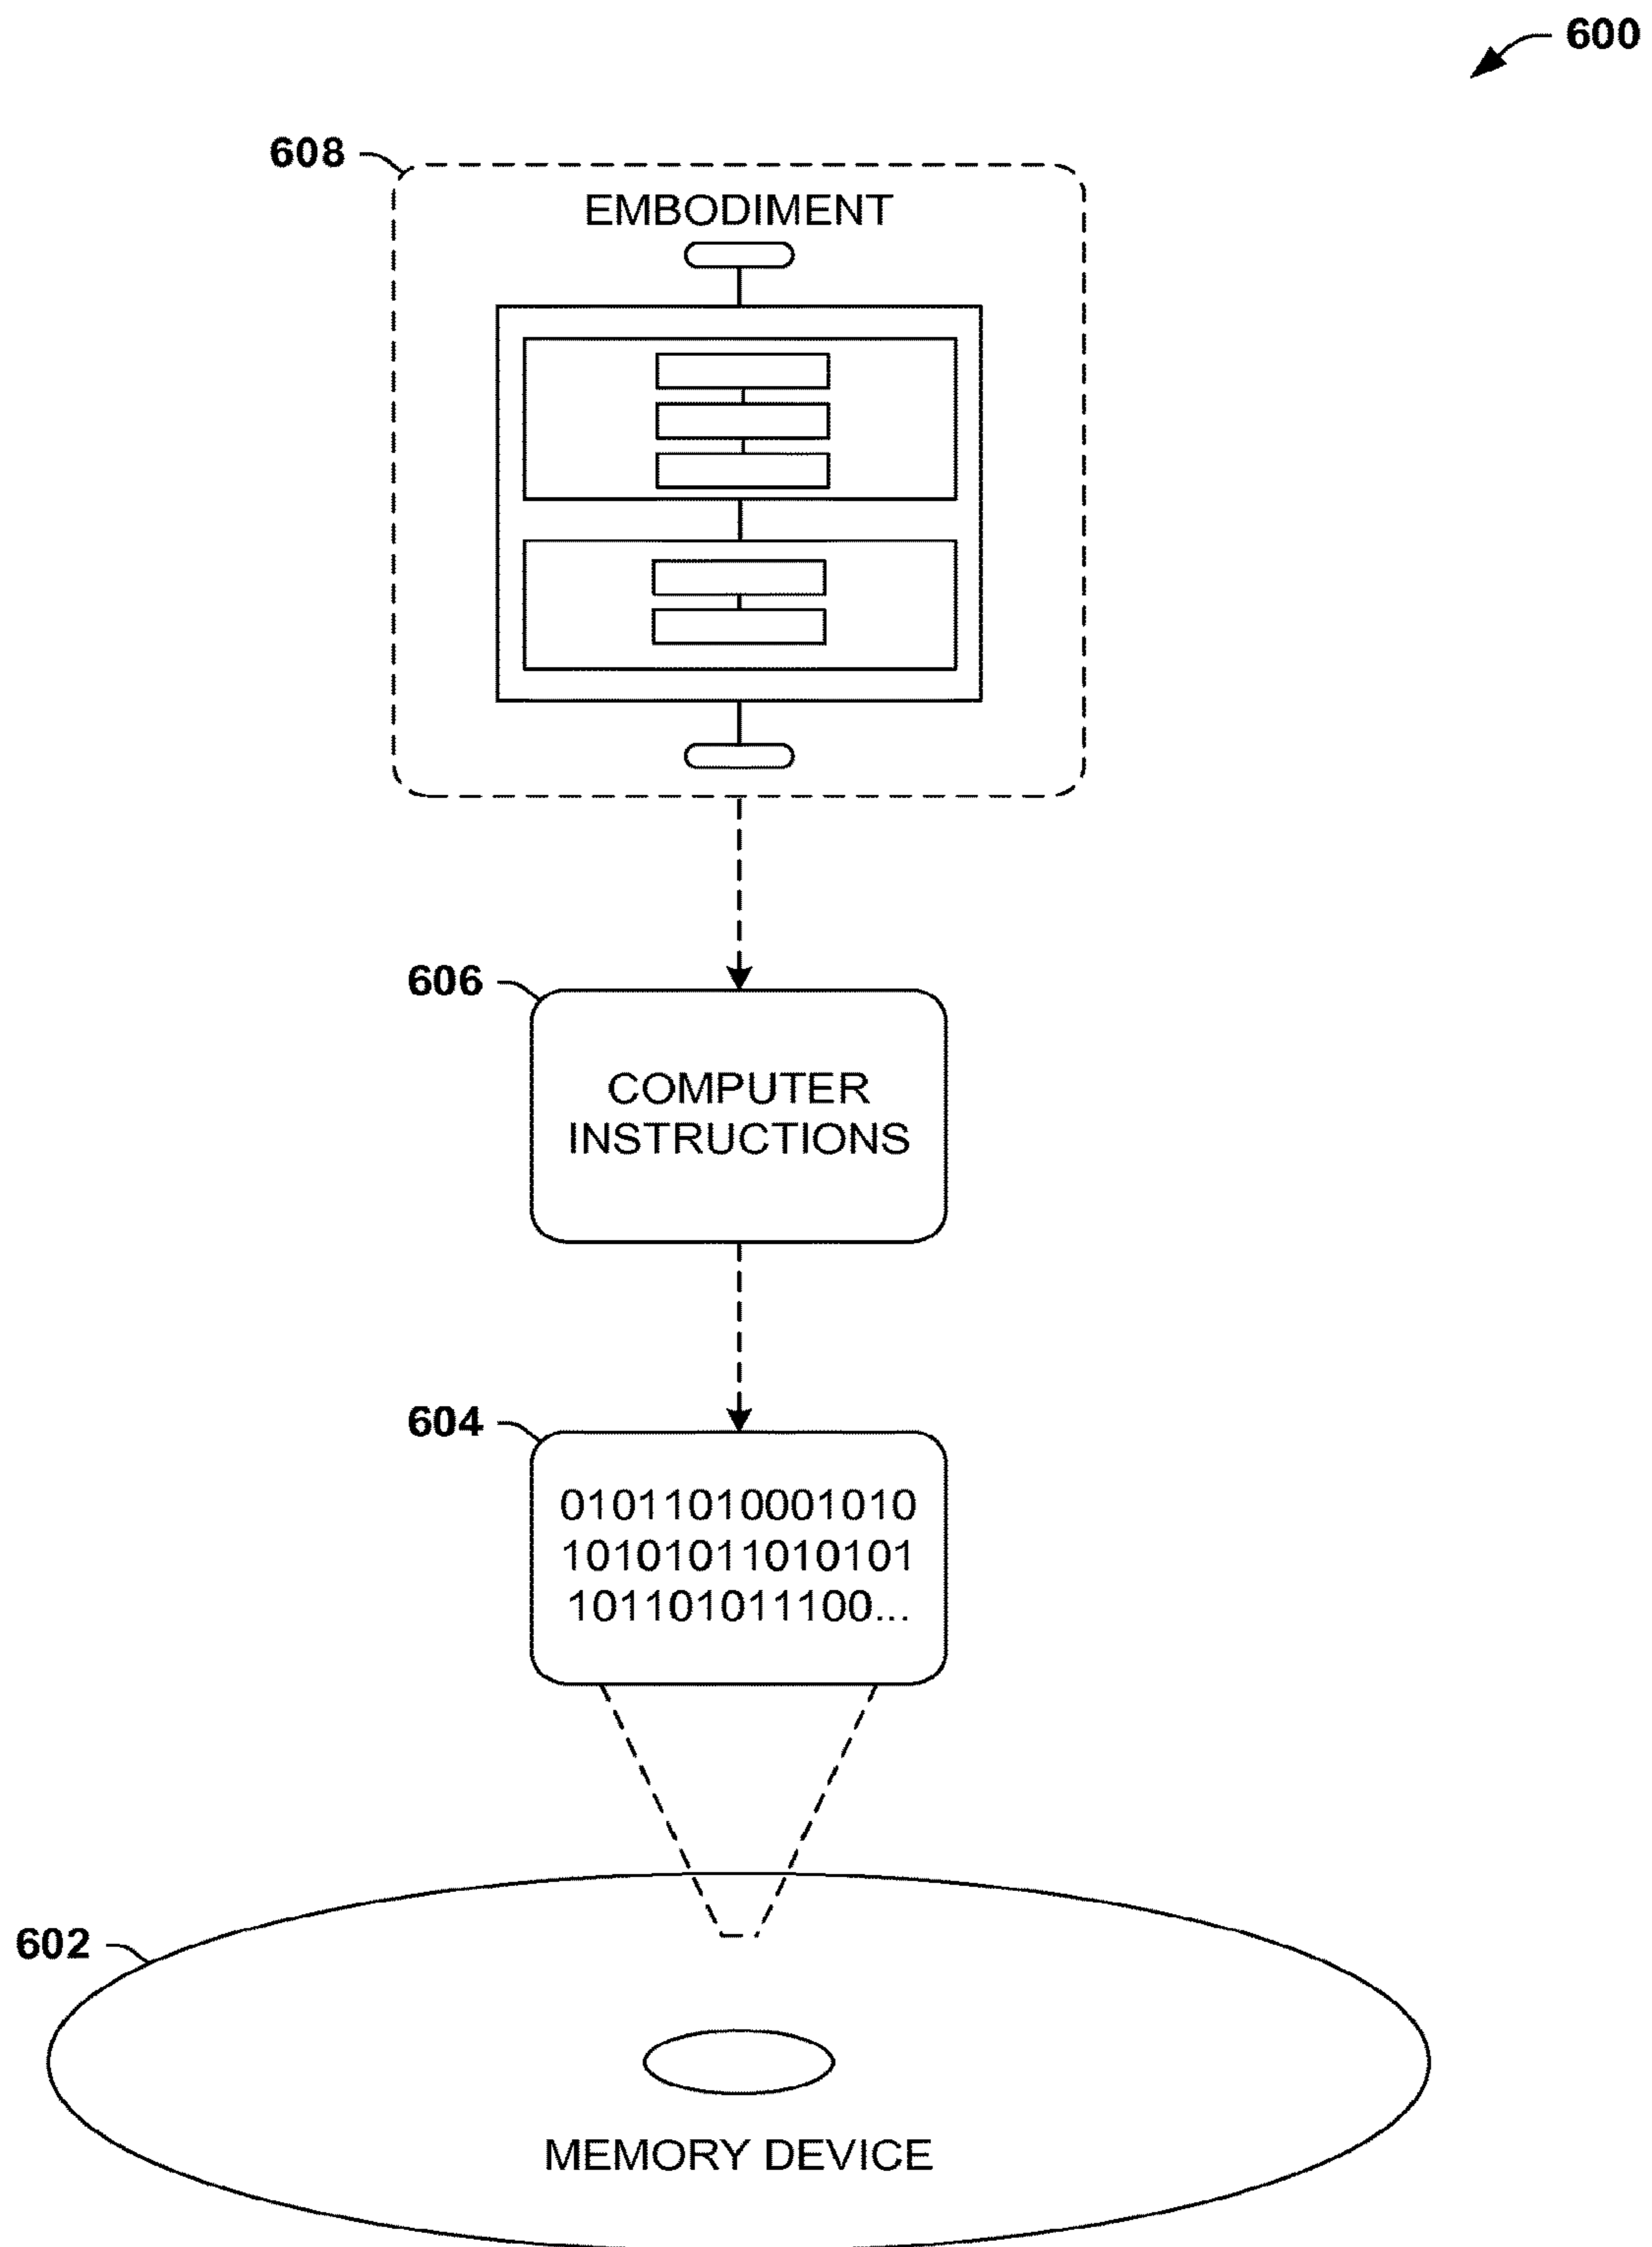 600
608
EMBODIMENT
606
COMPUTER
INSTRUCTIONS
604
01011010001010
10101011010101
101101011100...
602
MEMORY DEVICE